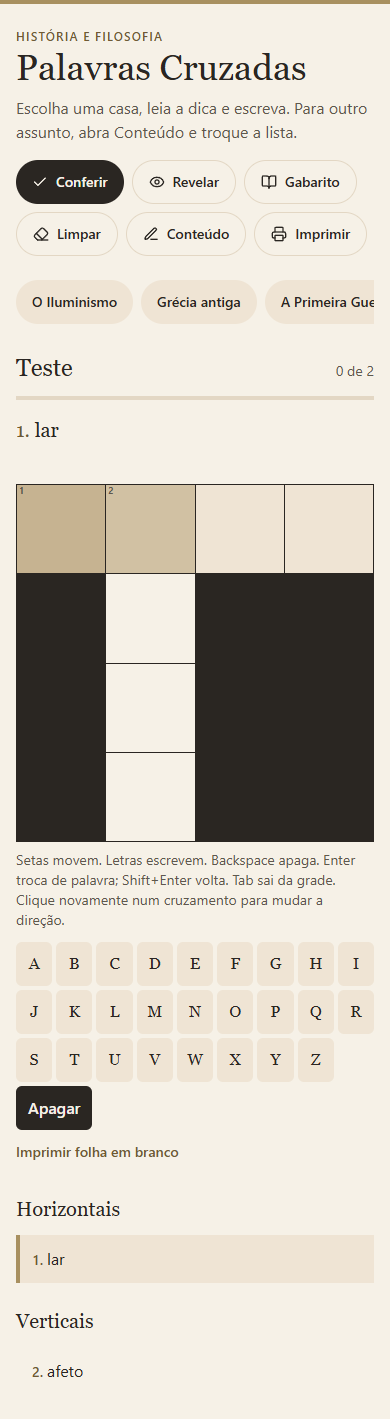 HISTÓRIA E FILOSOFIA
Palavras Cruzadas
Escolha uma casa, leia a dica e escreva. Para outro
assunto, abra Conteúdo e troque a lista.
Conferir Revelar Gabarito
Limpar Conteúdo Imprimir
O Iluminismo Grécia antiga A Primeira Gue
Teste 0 de 2
1. lar
1 2
Setas movem. Letras escrevem. Backspace apaga. Enter
troca de palavra; Shift+Enter volta. Tab sai da grade.
Clique novamente num cruzamento para mudar a
direção.
A B C D E F G H I
J K L M N O P Q R
S T U V W X Y Z
Apagar
Imprimir folha em branco
Horizontais
1. lar
Verticais
2. afeto